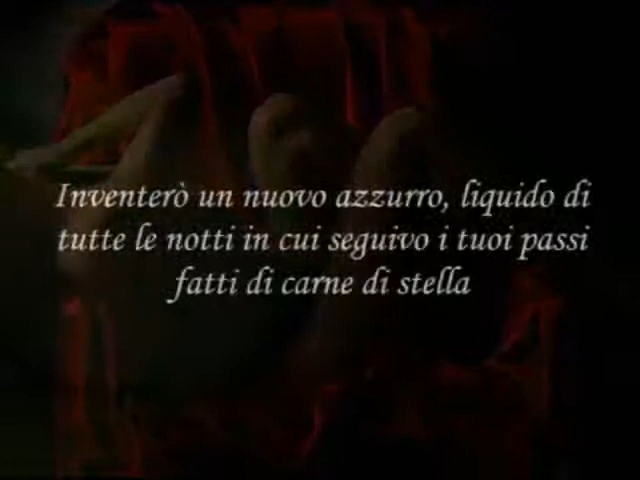 Inventerò un nuovo azzurro, liquido di
tutte le notti in cui seguivo i tuoi passi
fatti di carne di stella